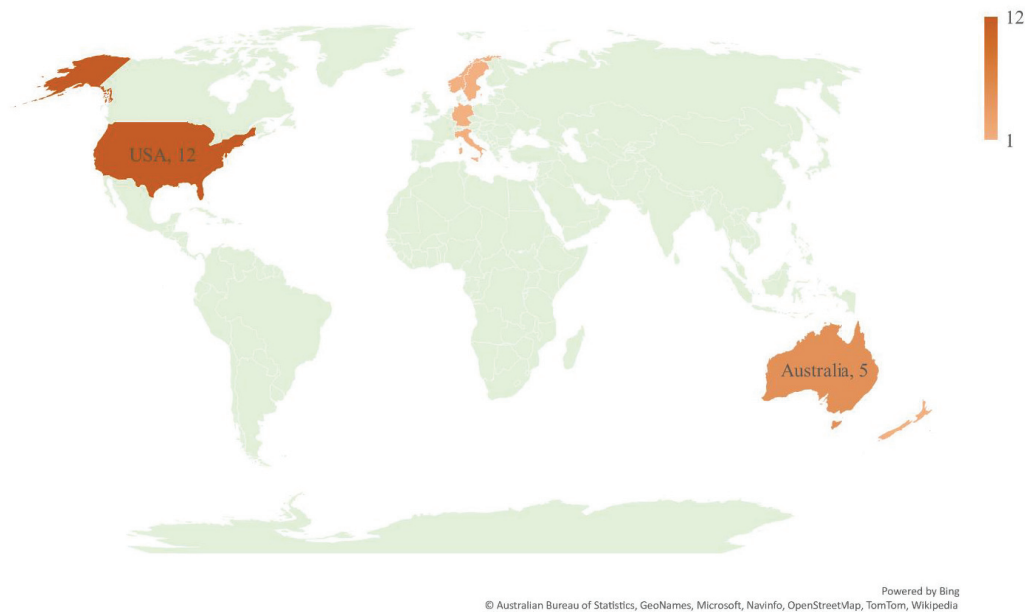 12
1
USA, 12
Australia, 5
Powered by Bing
© Australian Bureau of Statistics, GeoNames, Microsoft, Navinfo, OpenStreetMap, TomTom, Wikipedia